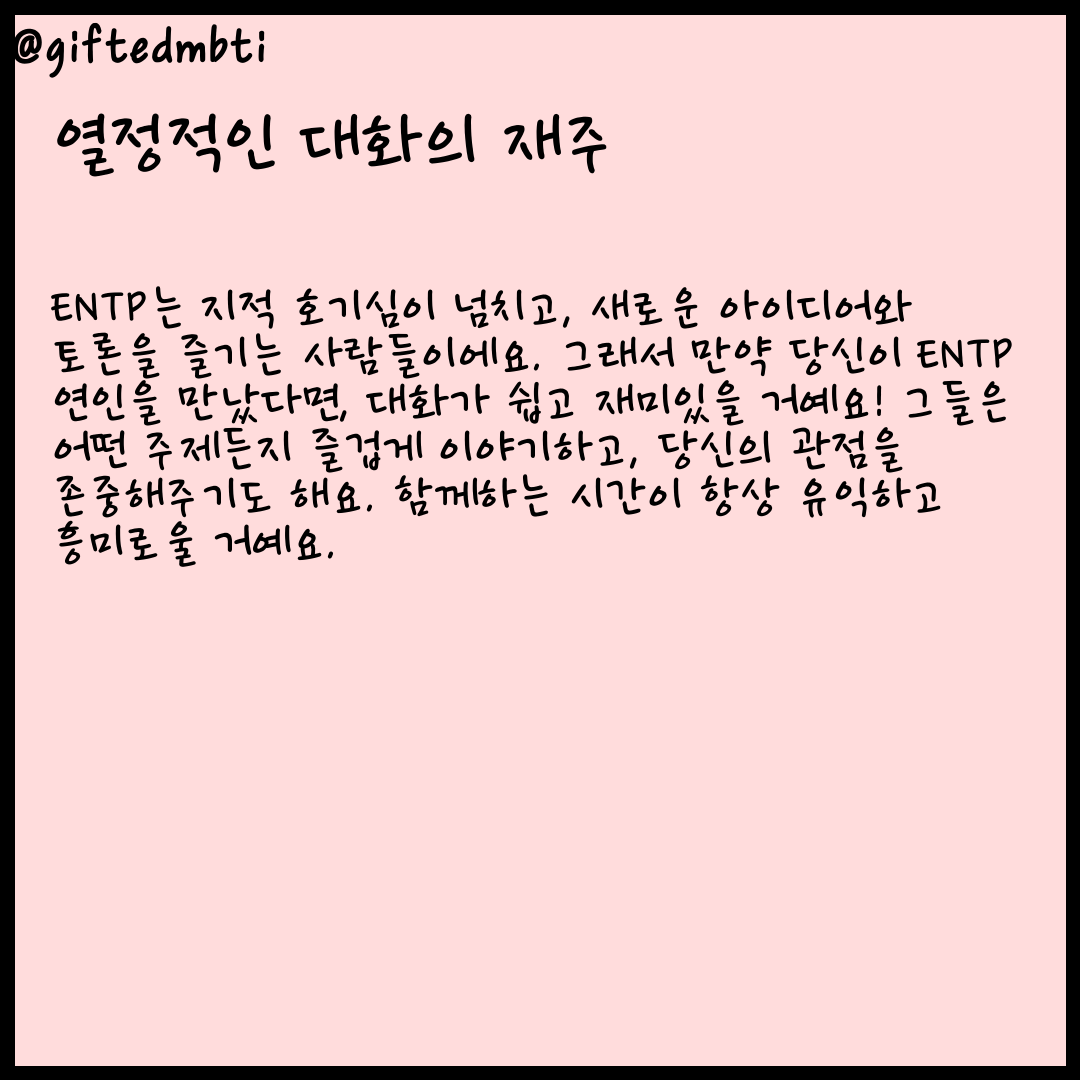 @giftedmbti
열정적인 대화의 재주
ENTP는 지적 호기심이 넘치고, 새로운 아이디어와
토론을 즐기는 사람들이에요. 그래서 만약 당신이 ENTP
연인을 만났다면, 대화가 쉽고 재미있을 거예요! 그들은
어떤 주제든지 즐겁게 이야기하고, 당신의 관점을
존중해주기도 해요. 함께하는 시간이 항상 유익하고
흥미로울 거예요.